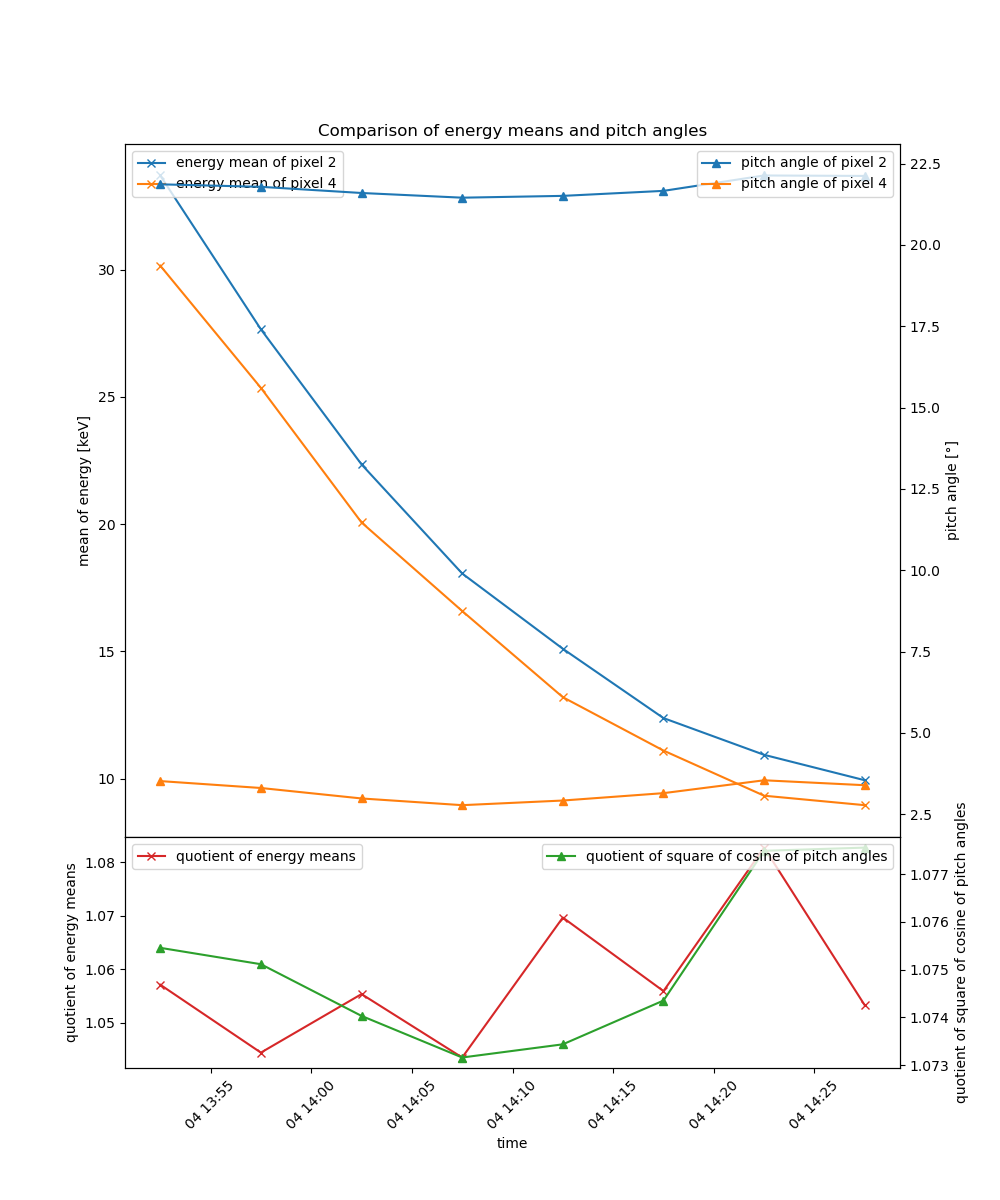 Comparison of energy means and pitch angles
energy mean of pixel 2
energy mean of pixel 4
pitch angle of pixel 2
pitch angle of pixel 4
mean of energy [keV]
30
25
20
15
10
pitch angle [°]
22.5
20.0
17.5
15.0
12.5
10.0
7.5
5.0
2.5
quotient of energy means
quotient of square of cosine of pitch angles
quotient of energy means
1.08
1.07
1.06
1.05
quotient of square of cosine of pitch angles
1.077
1.076
1.075
1.074
1.073
04 13:55
04 14:00
04 14:05
04 14:10
04 14:15
04 14:20
04 14:25
time